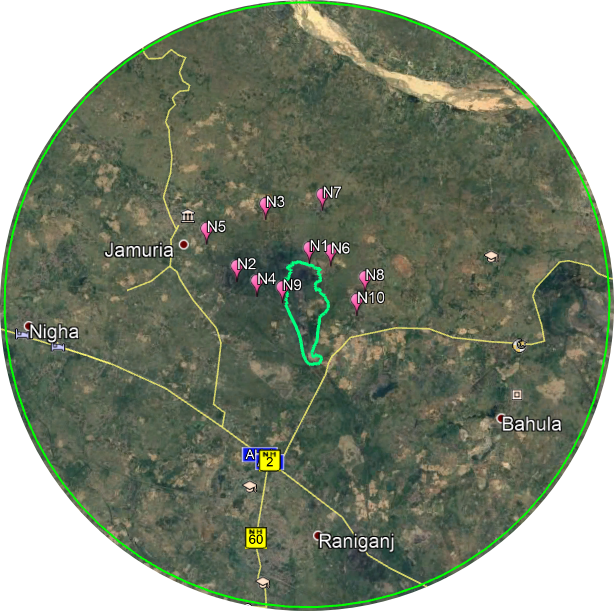 N7
N3
N5
Jamuria
N1
N6
N2
N4
N9
N8
N10
Nigha
Bahula
NH
2
NH
60
Raniganj